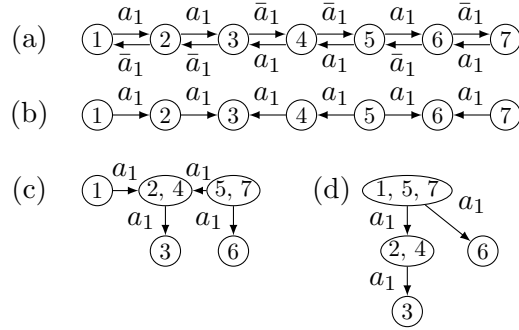 a₁ a₁ ā₁ ā₁ a₁ ā₁
(a) 1 2 3 4 5 6 7
ā₁ ā₁ a₁ a₁ ā₁ a₁
a₁ a₁ a₁ a₁ a₁ a₁
(b) 1 2 3 4 5 6 7
(c) 1 a₁ 2, 4 a₁ 5, 7
a₁ a₁
3 6
(d) 1, 5, 7
a₁ a₁
2, 4 6
a₁
3